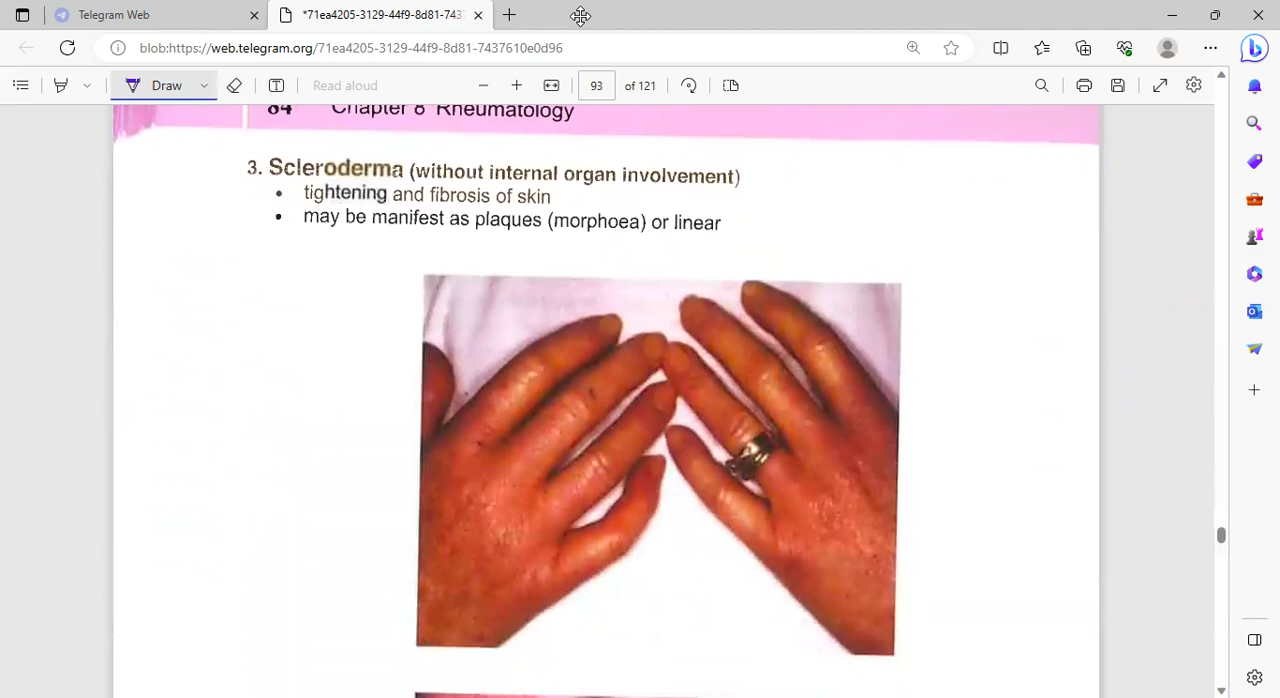 Telegram Web
*71ea4205-3129-44f9-8d81-743
blob:https://web.telegram.org/71ea4205-3129-44f9-8d81-7437610e0d96
Draw
Read aloud
93 of 121
84 Chapter 8 Rheumatology
3. Scleroderma (without internal organ involvement)
• tightening and fibrosis of skin
• may be manifest as plaques (morphoea) or linear